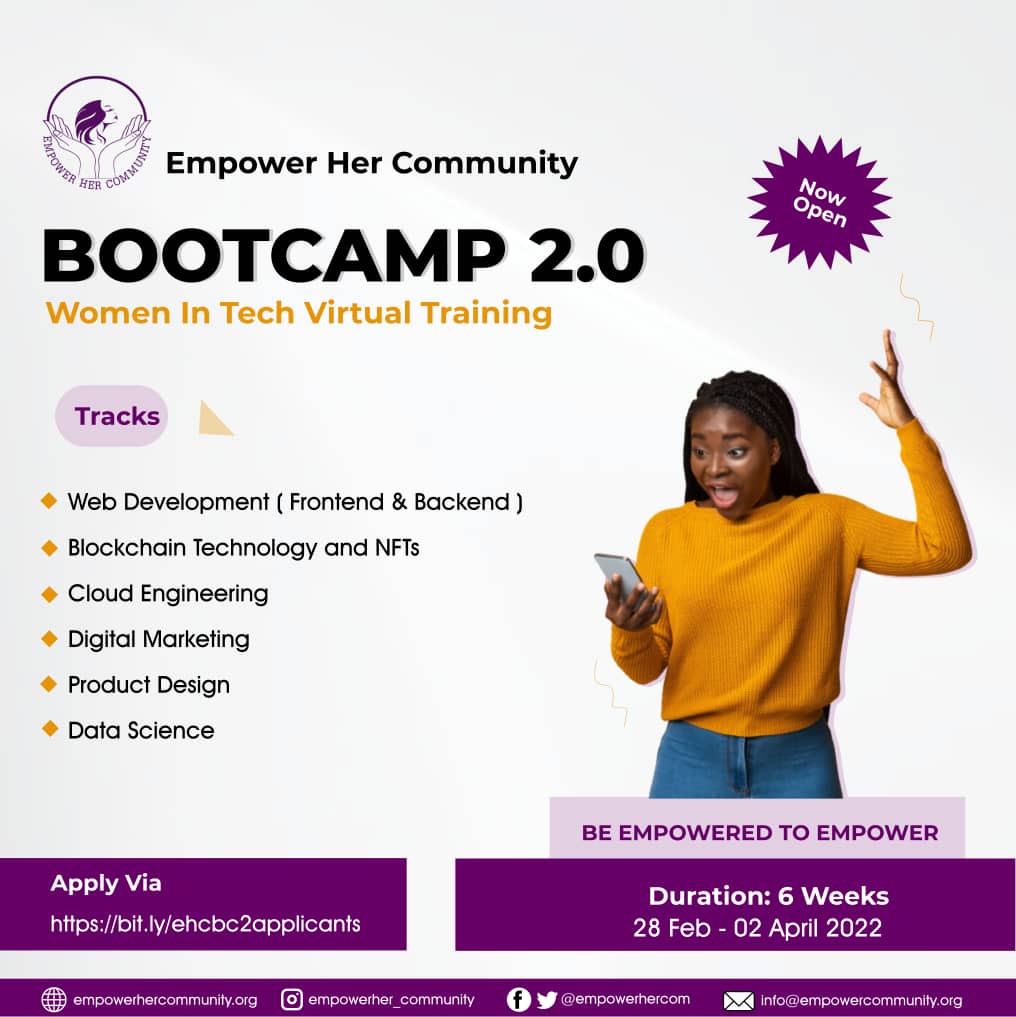 EMPOWER HER COMMUNITY
Empower Her Community
Now
Open
BOOTCAMP 2.0
Women In Tech Virtual Training
Tracks
Web Development ( Frontend & Backend )
Blockchain Technology and NFTs
Cloud Engineering
Digital Marketing
Product Design
Data Science
BE EMPOWERED TO EMPOWER
Apply Via
https://bit.ly/ehcbc2applicants
Duration: 6 Weeks
28 Feb - 02 April 2022
empowerhercommunity.org empowerher_community @empowerhercom info@empowercommunity.org